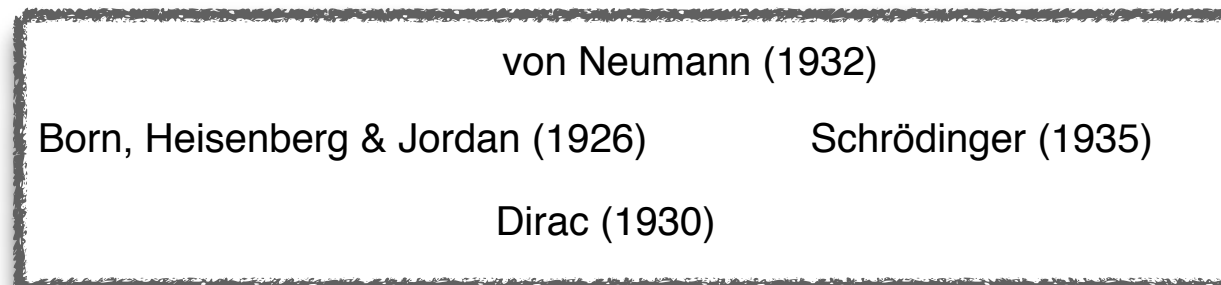 von Neumann (1932)
Born, Heisenberg & Jordan (1926) Schrödinger (1935)
Dirac (1930)